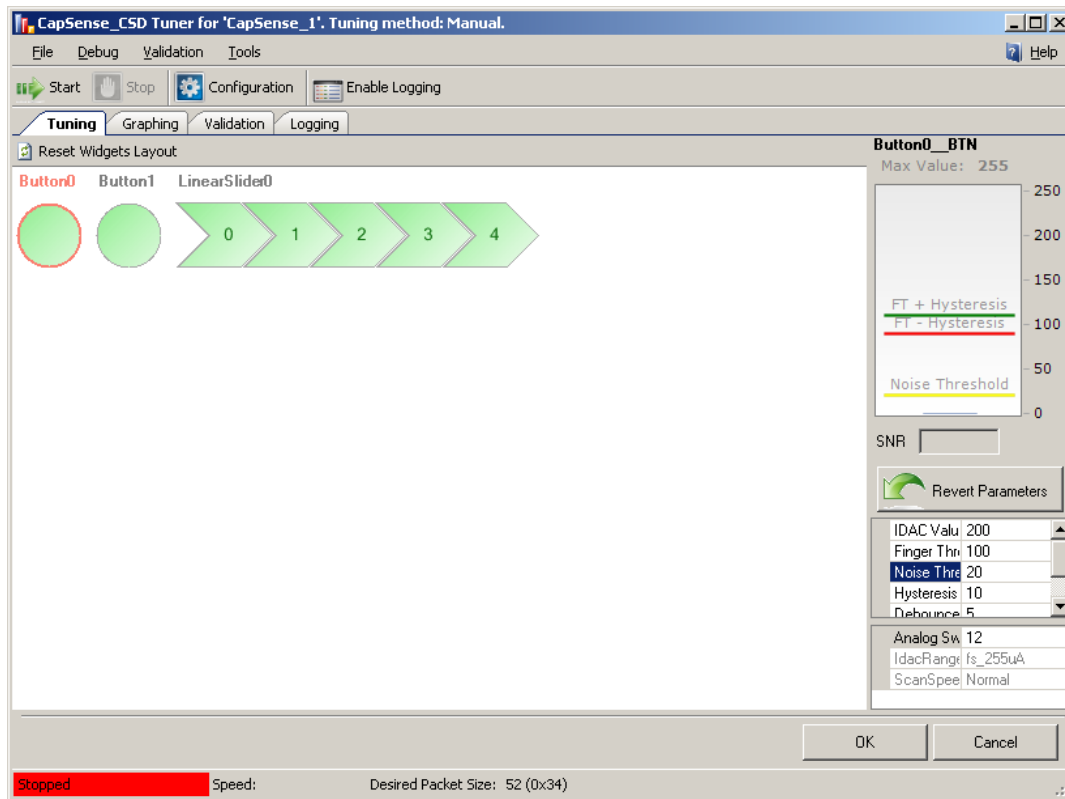 CapSense_CSD Tuner for 'CapSense_1'. Tuning method: Manual.
File Debug Validation Tools Help
Start Stop Configuration Enable Logging
Tuning Graphing Validation Logging
Reset Widgets Layout
Button0__BTN
Max Value: 255
Button0 Button1 LinearSlider0
0 1 2 3 4
250
200
150
FT + Hysteresis
FT - Hysteresis
100
50
Noise Threshold
0
SNR
Revert Parameters
IDAC Valu 200
Finger Thr 100
Noise Thre 20
Hysteresis 10
Debounce 5
Analog Sw 12
IdacRange fs_255uA
ScanSpee Normal
OK Cancel
Stopped Speed: Desired Packet Size: 52 (0x34)